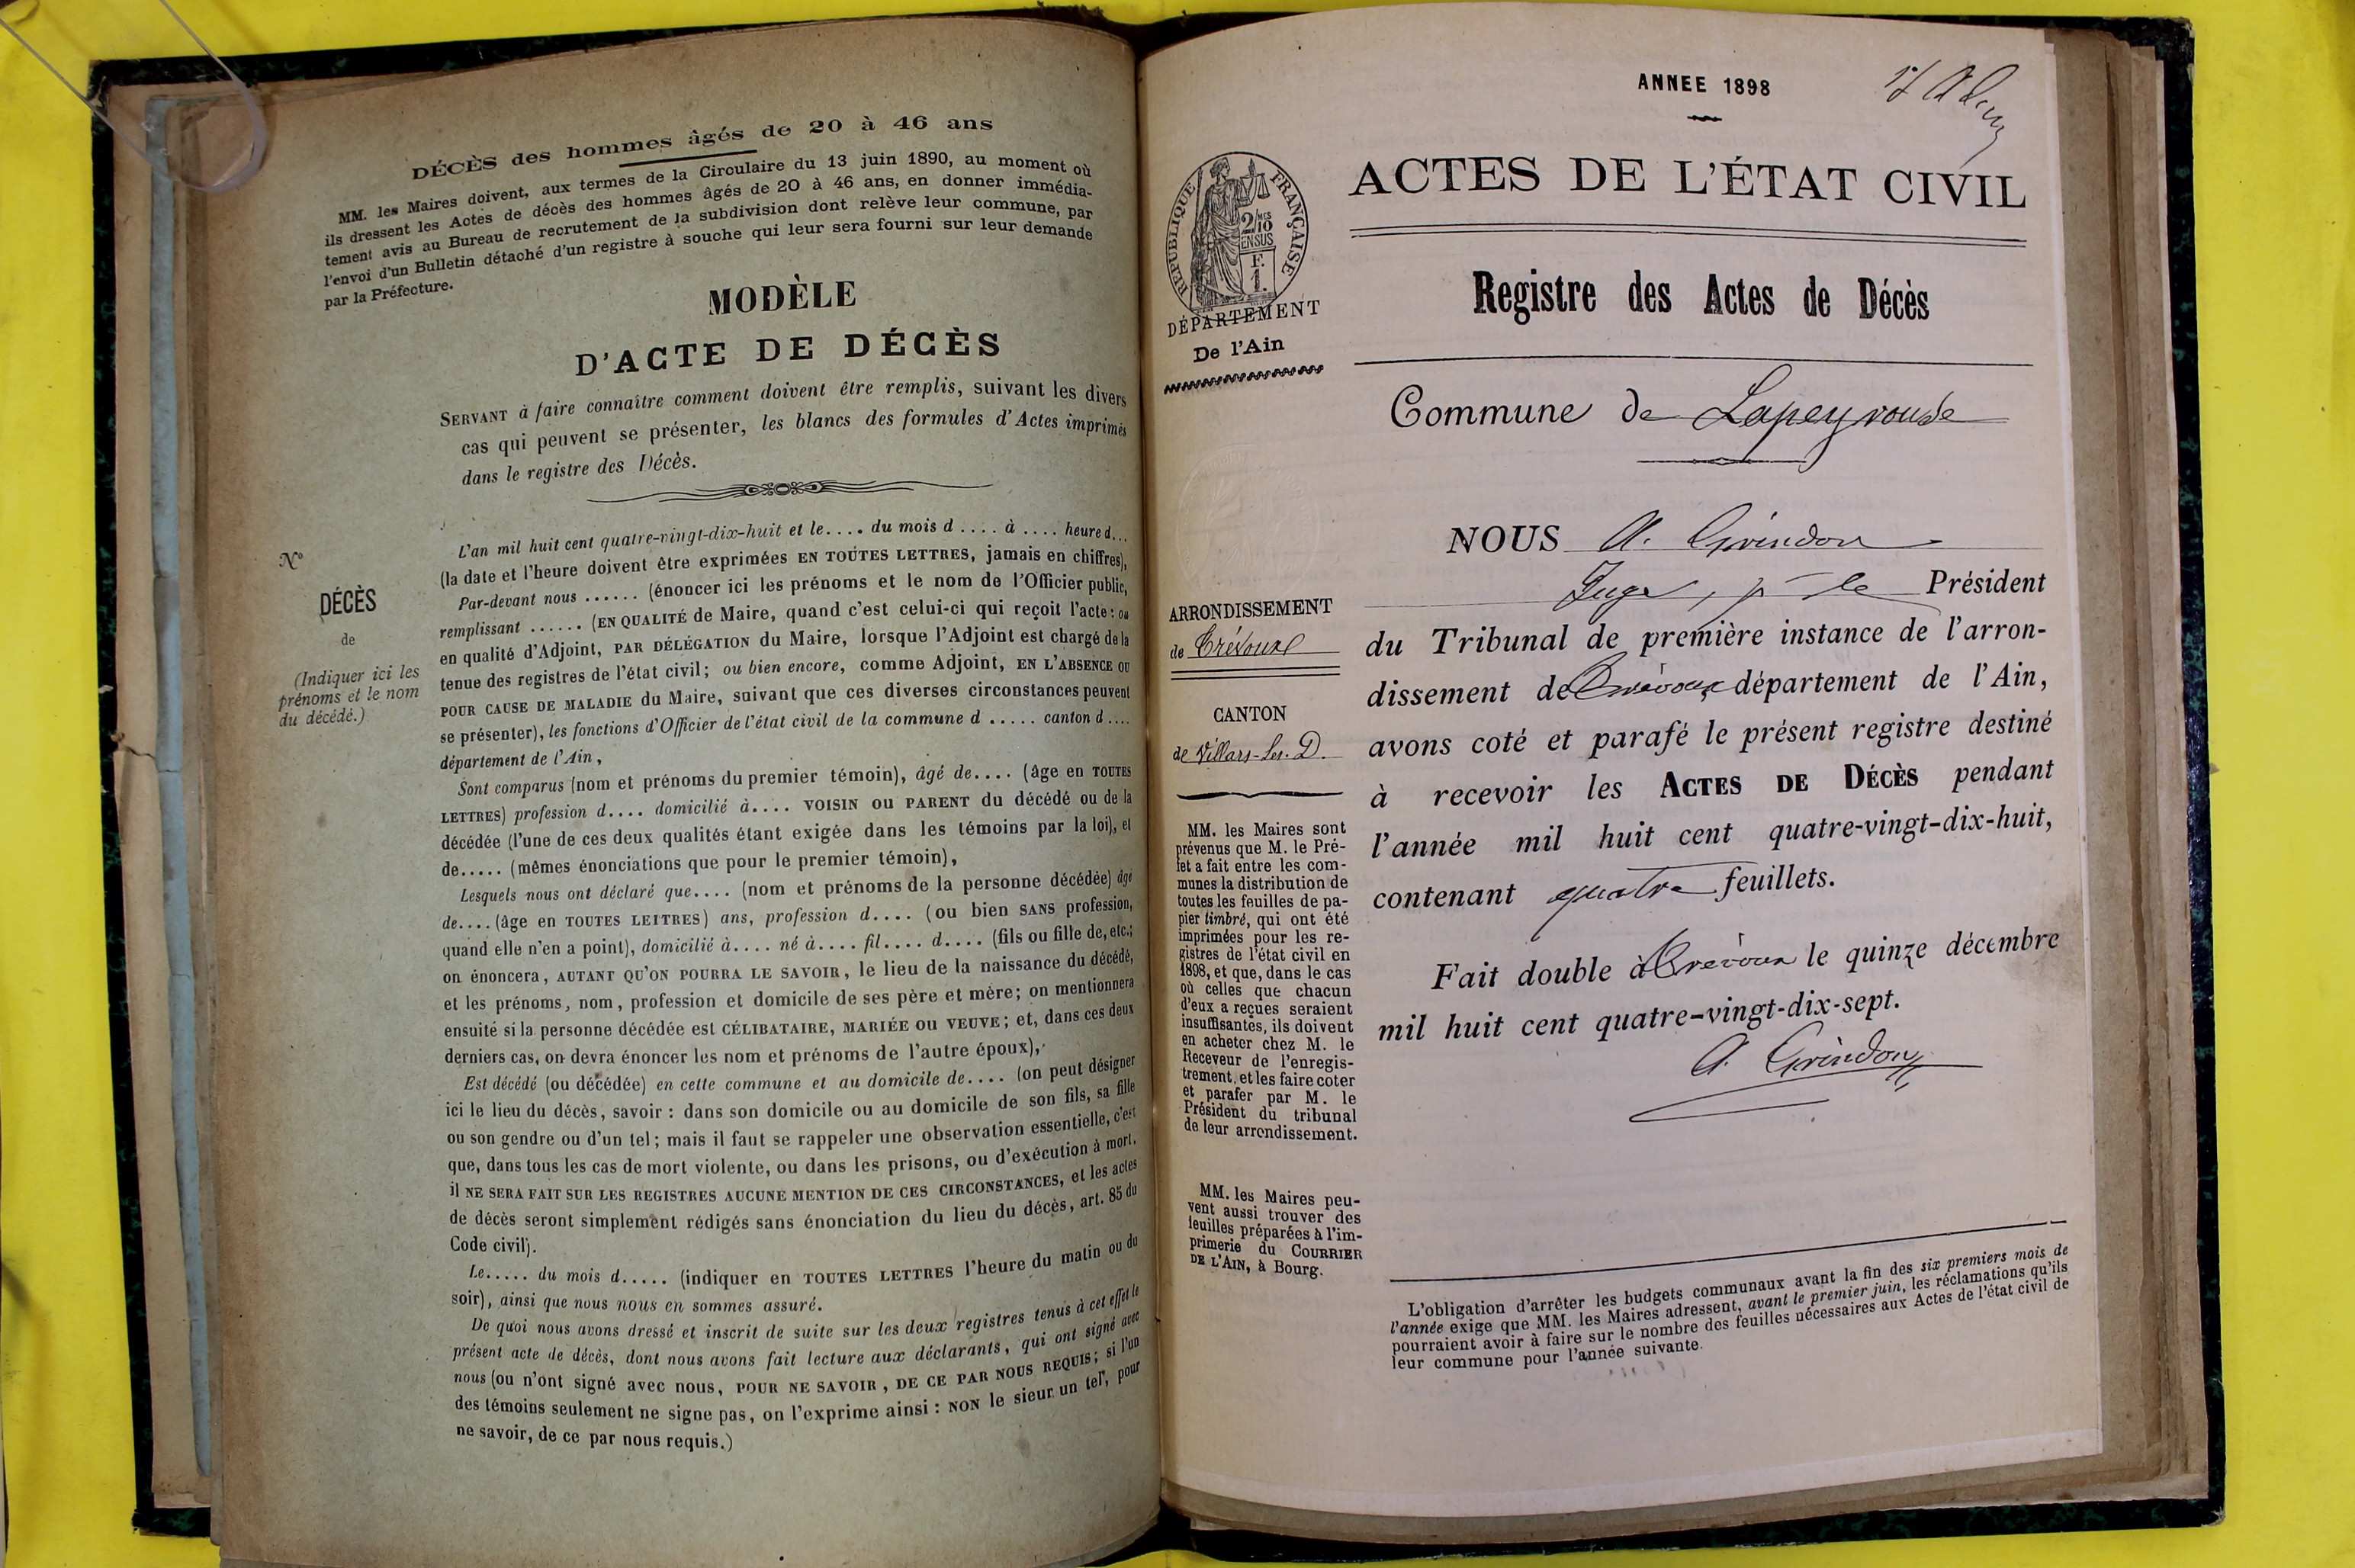 DÉCÈS des hommes âgés de 20 à 46 ans
MM. les Maires doivent, aux termes de la Circulaire du 13 juin 1890, au moment où
ils dressent les Actes de décès des hommes âgés de 20 à 46 ans, en donner immédia-
tement avis au Bureau de recrutement de la subdivision dont relève leur commune, par
l'envoi d'un Bulletin détaché d'un registre à souche qui leur sera fourni sur leur demande
par la Préfecture.
MODÈLE
D'ACTE DE DÉCÈS
SERVANT à faire connaître comment doivent être remplis, suivant les divers
cas qui peuvent se présenter, les blancs des formules d'Actes imprimés
dans le registre des Décès.
N°
DÉCÈS
de
(Indiquer ici les
prénoms et le nom
du décédé.)
L'an mil huit cent quatre-vingt-dix-huit et le.... du mois d .... à .... heure d...
(la date et l'heure doivent être exprimées EN TOUTES LETTRES, jamais en chiffres),
Par-devant nous ...... (énoncer ici les prénoms et le nom de l'Officier public,
remplissant ...... (EN QUALITÉ de Maire, quand c'est celui-ci qui reçoit l'acte: ou
en qualité d'Adjoint, PAR DÉLÉGATION du Maire, lorsque l'Adjoint est chargé de la
tenue des registres de l'état civil; ou bien encore, comme Adjoint, EN L'ABSENCE OU
POUR CAUSE DE MALADIE du Maire, suivant que ces diverses circonstances peuvent
se présenter), les fonctions d'Officier de l'état civil de la commune d ..... canton d ....
département de l'Ain,
Sont comparus (nom et prénoms du premier témoin), âgé de.... (âge en TOUTES
LETTRES) profession d.... domicilié à.... VOISIN OU PARENT du décédé ou de la
décédée (l'une de ces deux qualités étant exigée dans les témoins par la loi), et
de..... (mêmes énonciations que pour le premier témoin),
Lesquels nous ont déclaré que.... (nom et prénoms de la personne décédée) âgé
de.... (âge en TOUTES LETTRES) ans, profession d.... (ou bien SANS profession,
quand elle n'en a point), domicilié à.... né à.... fil.... d.... (fils ou fille de, etc.;
on énoncera, AUTANT QU'ON POURRA LE SAVOIR, le lieu de la naissance du décédé,
et les prénoms, nom, profession et domicile de ses père et mère; on mentionnera
ensuite si la personne décédée est CÉLIBATAIRE, MARIÉE OU VEUVE; et, dans ces deux
derniers cas, on devra énoncer les nom et prénoms de l'autre époux),
Est décédé (ou décédée) en cette commune et au domicile de.... (on peut désigner
ici le lieu du décès, savoir : dans son domicile ou au domicile de son fils, sa fille
ou son gendre ou d'un tel; mais il faut se rappeler une observation essentielle, c'est
que, dans tous les cas de mort violente, ou dans les prisons, ou d'exécution à mort,
il NE SERA FAIT SUR LES REGISTRES AUCUNE MENTION DE CES CIRCONSTANCES, et les actes
de décès seront simplement rédigés sans énonciation du lieu du décès, art. 85 du
Code civil).
Le..... du mois d..... (indiquer en TOUTES LETTRES l'heure du matin ou du
soir), ainsi que nous nous en sommes assuré.
De quoi nous avons dressé et inscrit de suite sur les deux registres tenus à cet effet le
présent acte de décès, dont nous avons fait lecture aux déclarants, qui ont signé avec
nous (ou n'ont signé avec nous, POUR NE SAVOIR, DE CE PAR NOUS REQUIS; si l'un
des témoins seulement ne signe pas, on l'exprime ainsi : NON le sieur un tel, pour
ne savoir, de ce par nous requis.)
ANNEE 1898
ACTES DE L'ÉTAT CIVIL
RÉPUBLIQUE FRANÇAISE
2/10 MES
EN SUS
F.
1.
DÉPARTEMENT
De l'Ain
Registre des Actes de Décès
Commune de Lapeyrouse
NOUS A. Grindon
Juge, p le Président
du Tribunal de première instance de l'arron-
dissement de Trévoux département de l'Ain,
avons coté et parafé le présent registre destiné
à recevoir les ACTES DE DÉCÈS pendant
l'année mil huit cent quatre-vingt-dix-huit,
contenant quatre feuillets.
Fait double à Trévoux le quinze décembre
mil huit cent quatre-vingt-dix-sept.
A. Grindon
ARRONDISSEMENT
de Trévoux
CANTON
de Villars-les-D.
MM. les Maires sont
prévenus que M. le Pré-
fet a fait entre les com-
munes la distribution de
toutes les feuilles de pa-
pier timbré, qui ont été
imprimées pour les re-
gistres de l'état civil en
1898, et que, dans le cas
où celles que chacun
d'eux a reçues seraient
insuffisantes, ils doivent
en acheter chez M. le
Receveur de l'enregis-
trement, et les faire coter
et parafer par M. le
Président du tribunal
de leur arrondissement.
MM. les Maires peu-
vent aussi trouver des
feuilles préparées à l'im-
primerie du COURRIER
DE L'AIN, à Bourg.
L'obligation d'arrêter les budgets communaux avant la fin des six premiers mois de
l'année exige que MM. les Maires adressent, avant le premier juin, les réclamations qu'ils
pourraient avoir à faire sur le nombre des feuilles nécessaires aux Actes de l'état civil de
leur commune pour l'année suivante.